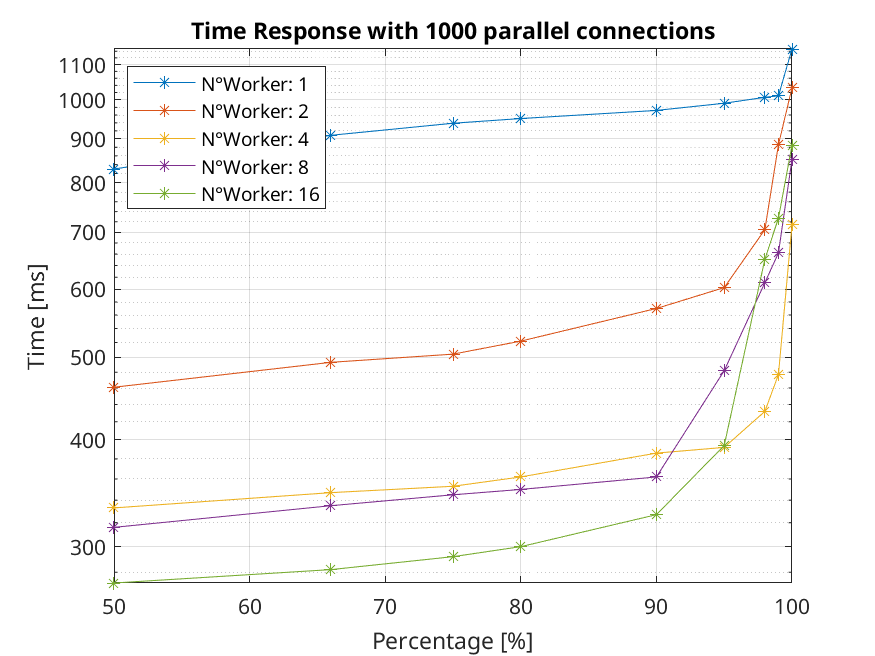 Time Response with 1000 parallel connections
1100
1000
900
800
700
600
500
400
300
N°Worker: 1
N°Worker: 2
N°Worker: 4
N°Worker: 8
N°Worker: 16
Time [ms]
50
60
70
80
90
100
Percentage [%]